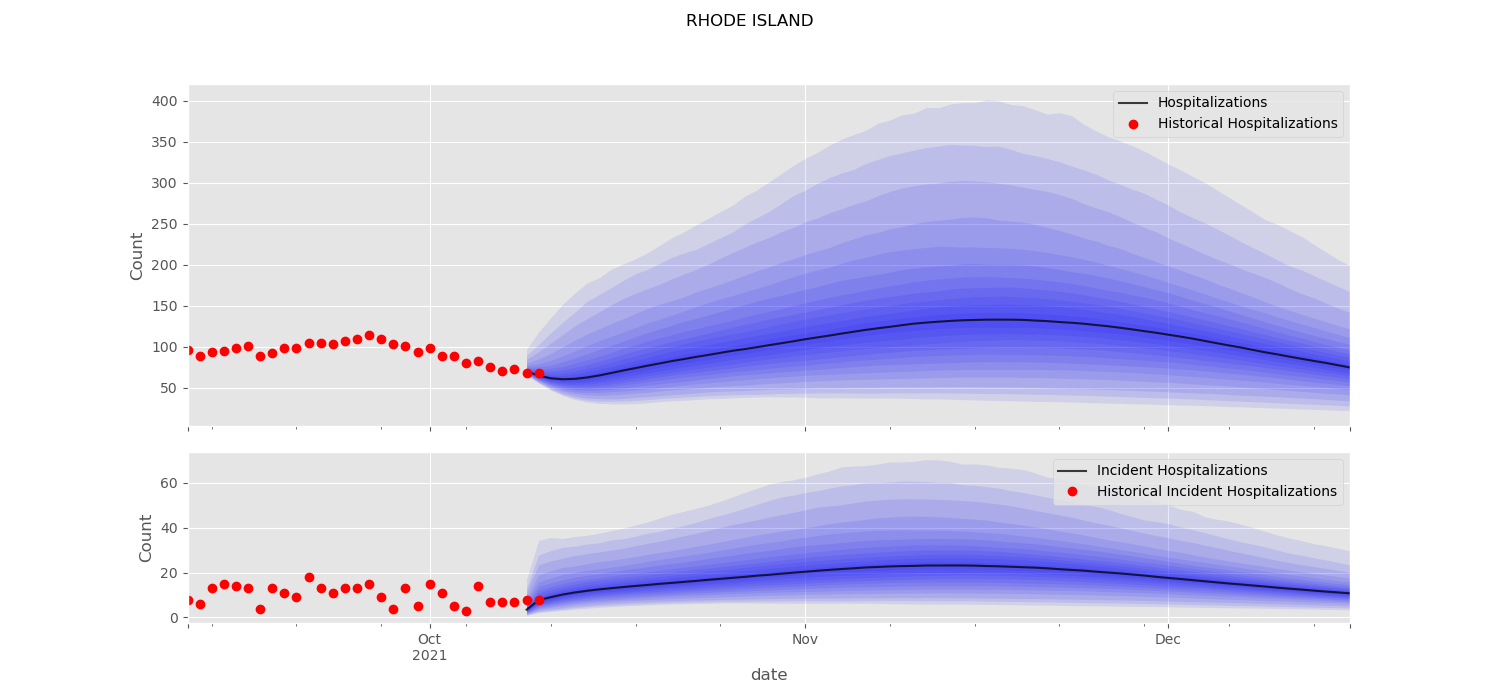 RHODE ISLAND
Hospitalizations
Historical Hospitalizations
Count
400
350
300
250
200
150
100
50
Incident Hospitalizations
Historical Incident Hospitalizations
Count
60
40
20
0
Oct
2021
Nov
Dec
date